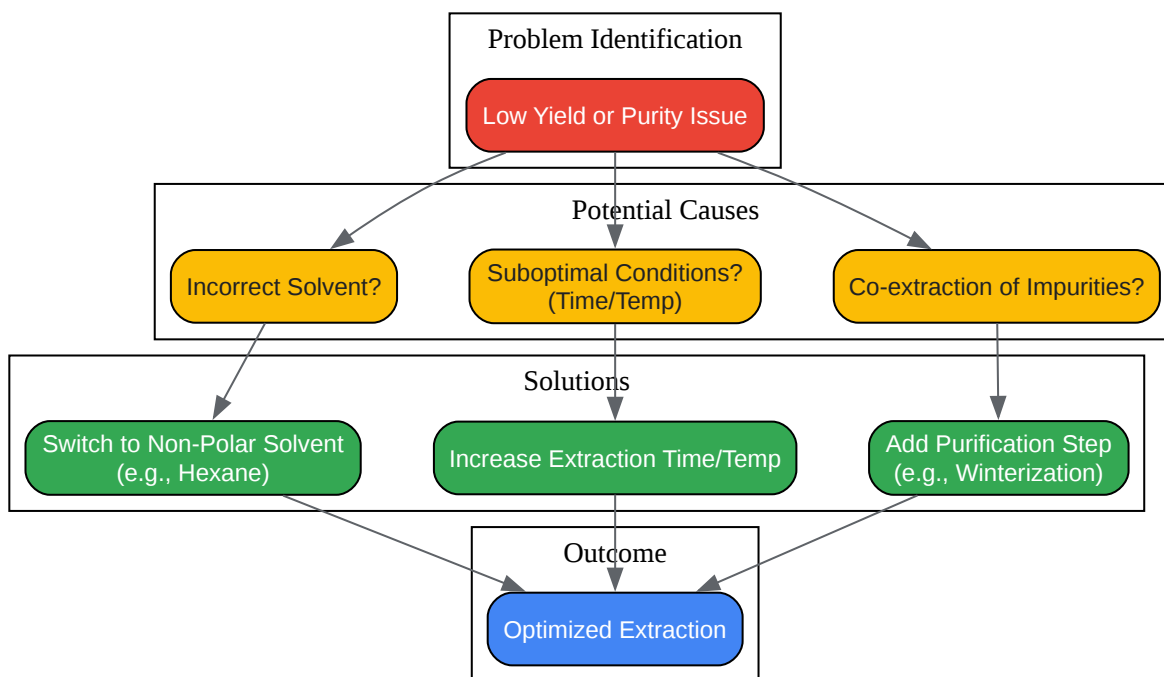 Problem Identification
Low Yield or Purity Issue
Potential Causes
Incorrect Solvent?
Suboptimal Conditions?
(Time/Temp)
Co-extraction of Impurities?
Solutions
Switch to Non-Polar Solvent
(e.g., Hexane)
Increase Extraction Time/Temp
Add Purification Step
(e.g., Winterization)
Outcome
Optimized Extraction